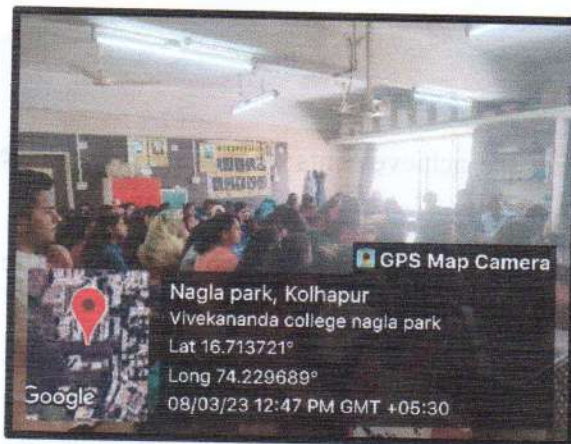 GPS Map Camera
Nagla park, Kolhapur
Vivekananda college nagla park
Lat 16.713721°
Long 74.229689°
08/03/23 12:47 PM GMT +05:30
Google